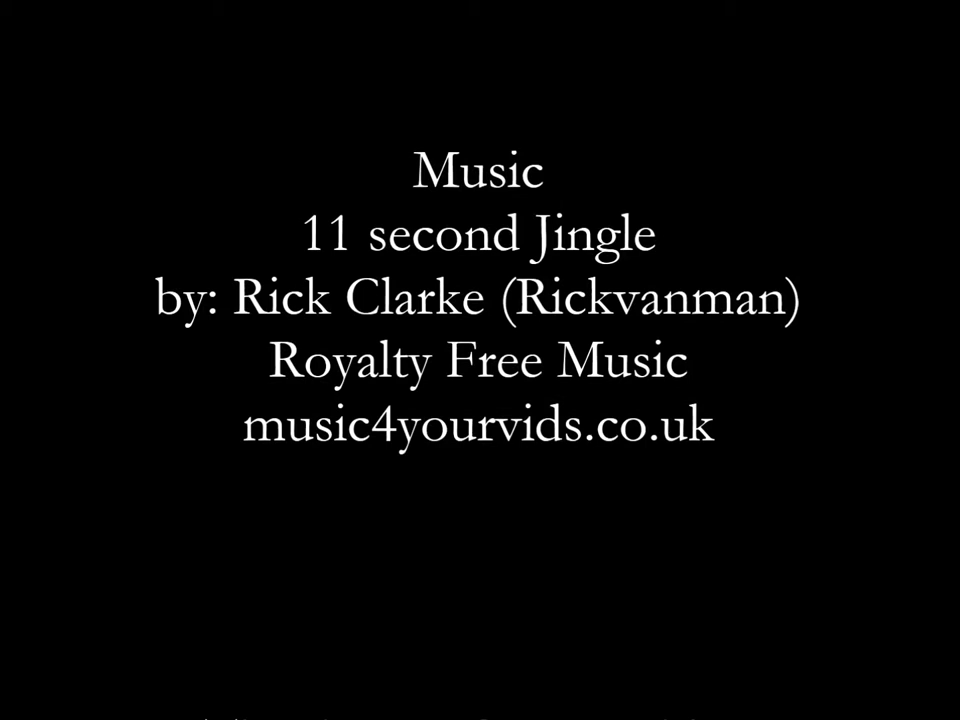 Music
11 second Jingle
by: Rick Clarke (Rickvanman)
Royalty Free Music
music4yourvids.co.uk